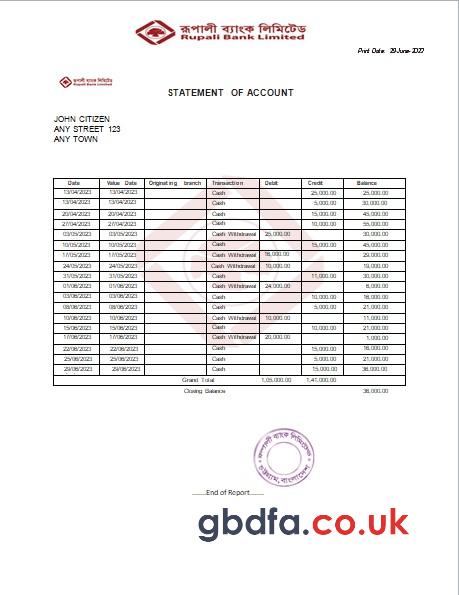 রূপালী ব্যাংক লিমিটেড
Rupali Bank Limited
Print Date: 29-June-2022
রূপালী ব্যাংক লিমিটেড
Rupali Bank Limited
STATEMENT OF ACCOUNT
JOHN CITIZEN
ANY STREET 123
ANY TOWN
Date Value Date Originating branch Transaction Debit Credit Balance
13/04/2023 13/04/2023 Cash 25,000.00 25,000.00
13/04/2023 13/04/2023 Cash 5,000.00 30,000.00
20/04/2023 20/04/2023 Cash 15,000.00 45,000.00
27/04/2023 27/04/2023 Cash 10,000.00 55,000.00
03/05/2023 03/05/2023 Cash Withdrawal 25,000.00 30,000.00
10/05/2023 10/05/2023 Cash 15,000.00 45,000.00
17/05/2023 17/05/2023 Cash Withdrawal 16,000.00 29,000.00
24/05/2023 24/05/2023 Cash Withdrawal 10,000.00 19,000.00
31/05/2023 31/05/2023 Cash 11,000.00 30,000.00
01/06/2023 01/06/2023 Cash Withdrawal 24,000.00 6,000.00
03/06/2023 03/06/2023 Cash 10,000.00 16,000.00
08/06/2023 08/06/2023 Cash 5,000.00 21,000.00
10/06/2023 10/06/2023 Cash Withdrawal 10,000.00 11,000.00
15/06/2023 15/06/2023 Cash 10,000.00 21,000.00
17/06/2023 17/06/2023 Cash Withdrawal 20,000.00 1,000.00
22/06/2023 22/06/2023 Cash 15,000.00 16,000.00
25/06/2023 25/06/2023 Cash 5,000.00 21,000.00
29/06/2023 29/06/2023 Cash 15,000.00 36,000.00
Grand Total 1,05,000.00 1,41,000.00
Closing Balance 36,000.00
রূপালী ব্যাংক লিমিটেড
চট্টগ্রাম, বাংলাদেশ
.......End of Report.......
gbdfa.co.uk